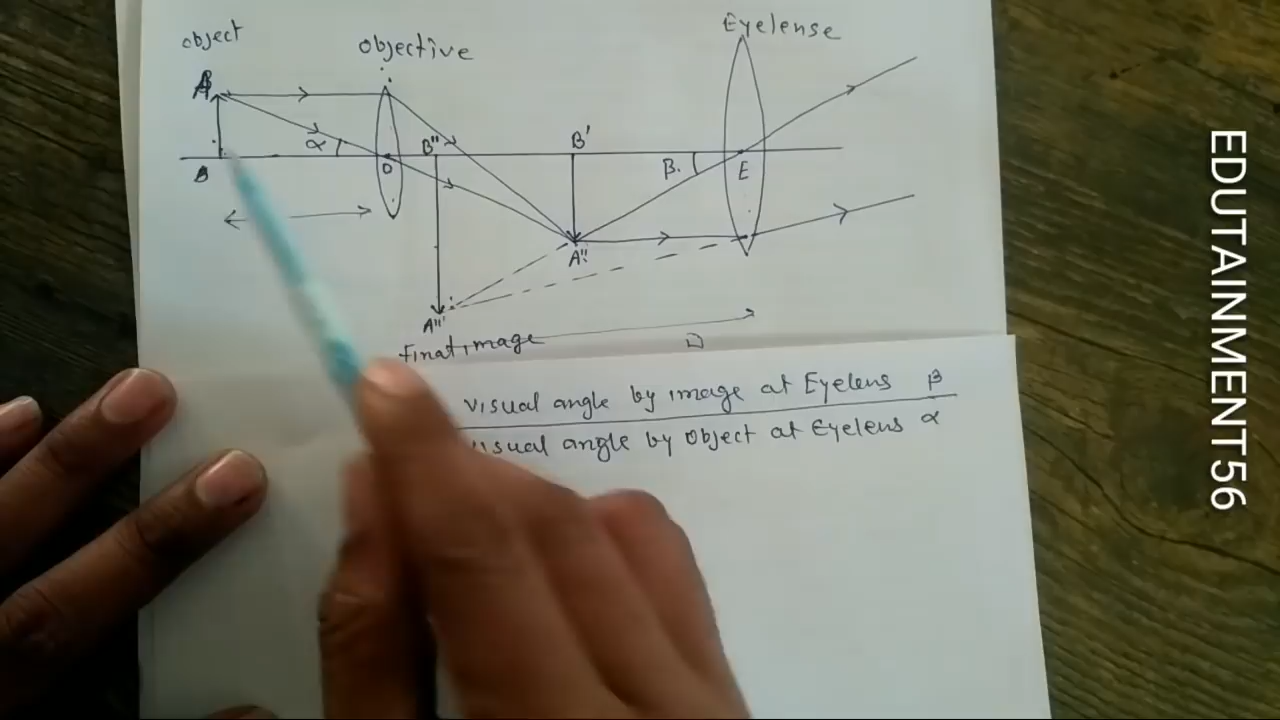 object
Objective
Eyelense
A
α
B
O
B"
B'
β.
E
A"
A"'
Final image
D
visual angle by image at Eyelens β
visual angle by Object at Eyelens α
EDUTAINMENT56